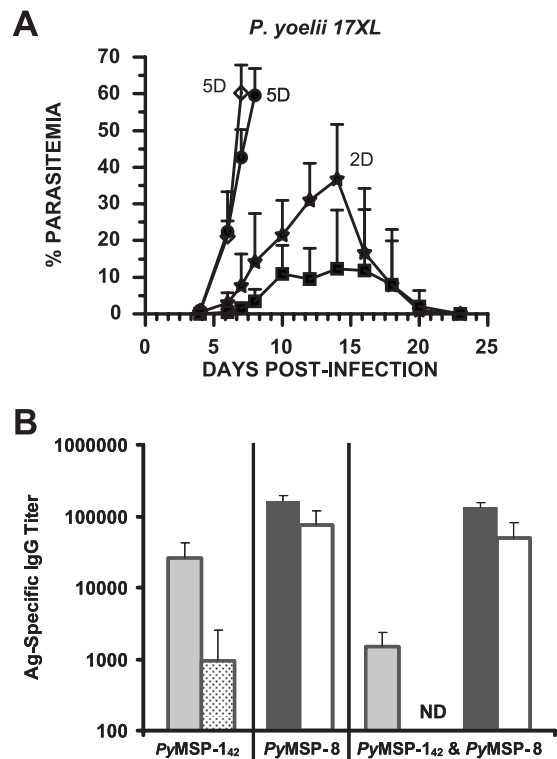 A
P. yoelii 17XL
% PARASITEMIA
70
60
50
40
30
20
10
0
5D
5D
2D
0
5
10
15
20
25
DAYS POST-INFECTION
B
Ag-Specific IgG Titer
1000000
100000
10000
1000
100
ND
PyMSP-1₄₂
PyMSP-8
PyMSP-1₄₂ & PyMSP-8